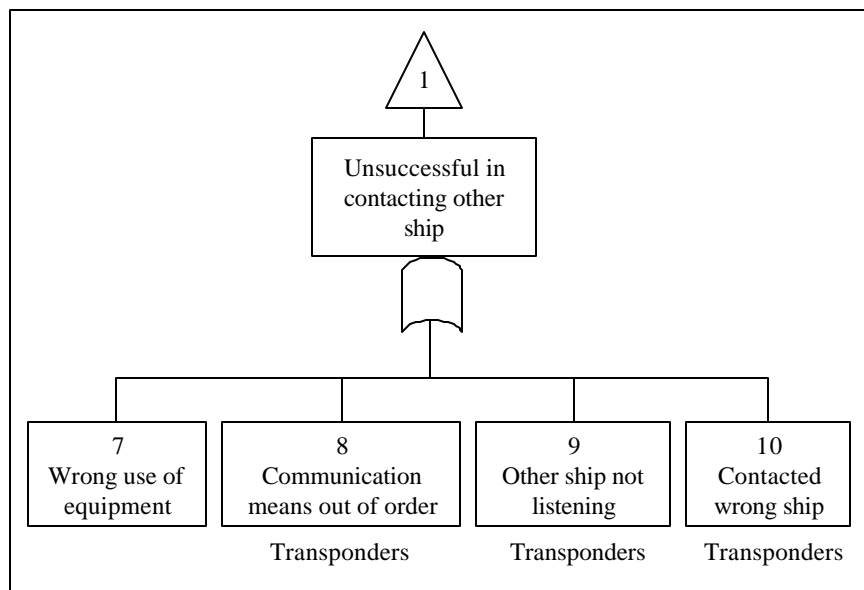 1
Unsuccessful in
contacting other
ship
7
Wrong use of
equipment
8
Communication
means out of order
9
Other ship not
listening
10
Contacted
wrong ship
Transponders
Transponders
Transponders